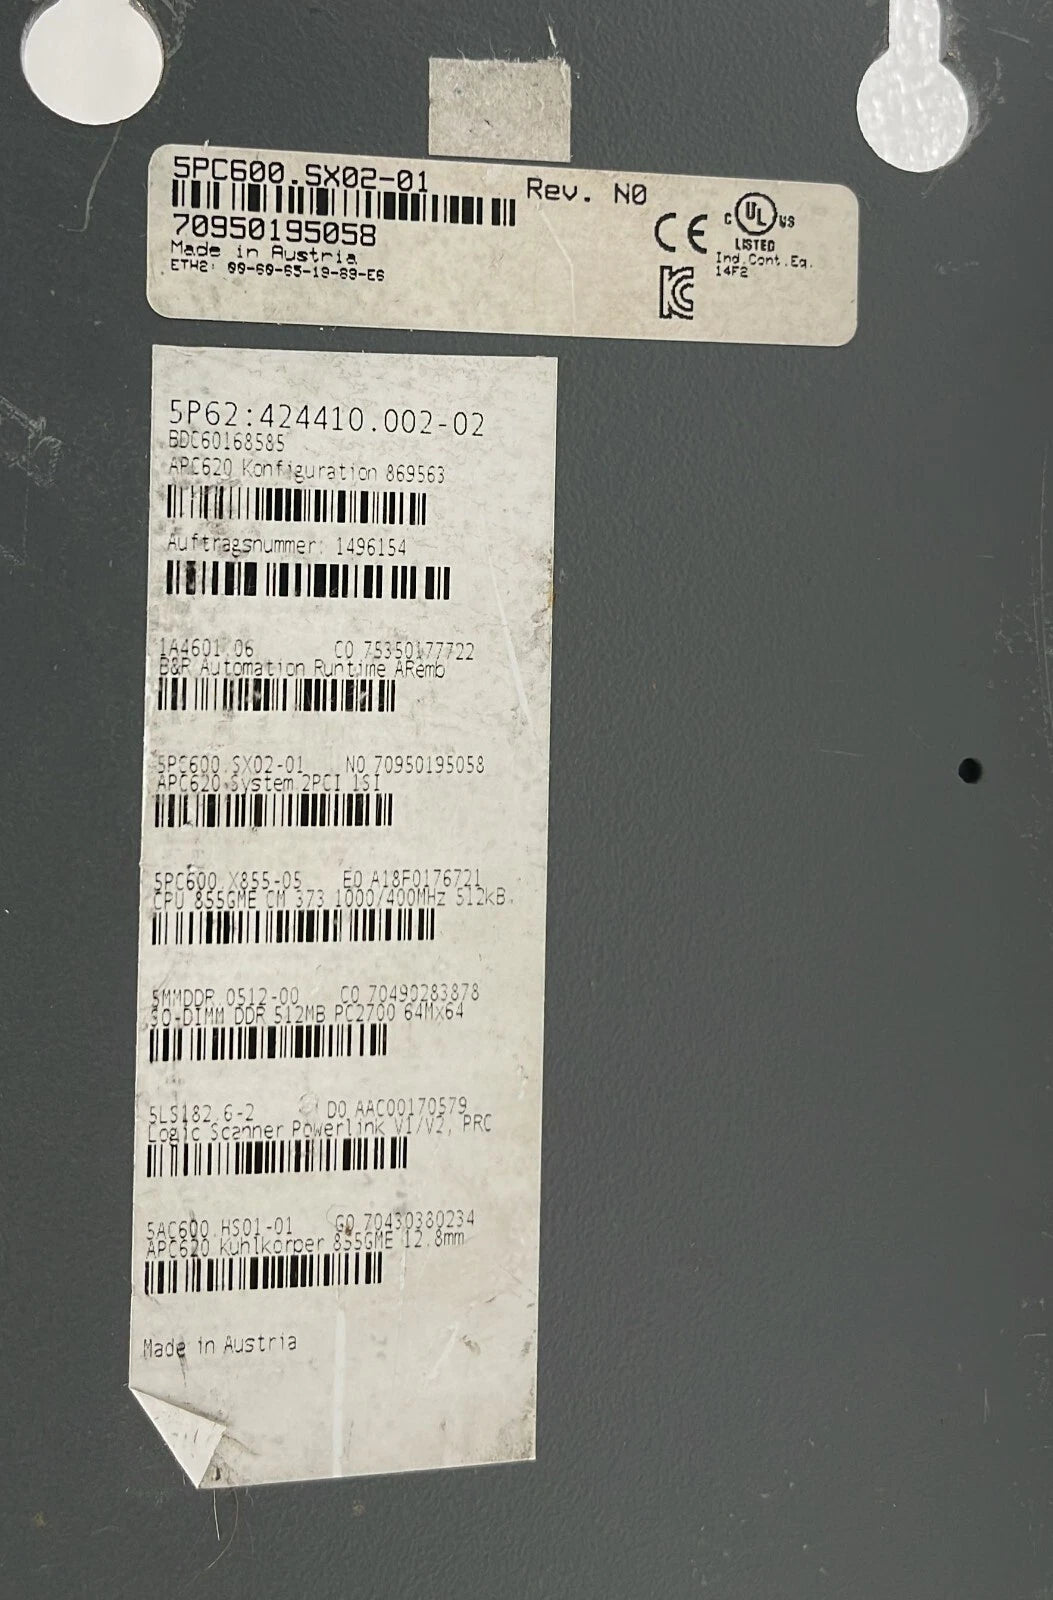 5PC600.SX02-01
Rev. N0
70950195058
Made in Austria
ETH2: 00-60-65-19-89-E6
CE
C UL US
LISTED
Ind.Cont.Eq.
14F2
5P62:424410.002-02
BDC60168585
APC620 Konfiguration 869563
Auftragsnummer: 1496154
1A4601.06 C0 75350177722
B&R Automation Runtime ARemb
5PC600.SX02-01 N0 70950195058
APC620 System 2PCI 1SI
5PC600.X855-05 E0 A18F0176721
CPU 855GME CM 373 1000/400MHz 512kB.
5MMDDR.0512-00 C0 70490283878
SO-DIMM DDR 512MB PC2700 64Mx64
5LS182.6-2 D0 AAC00170579
Logic Scanner Powerlink V1/V2, PRC
5AC600.HS01-01 G0 70430380234
APC620 Kuhlkorper 855GME 12.8mm
Made in Austria